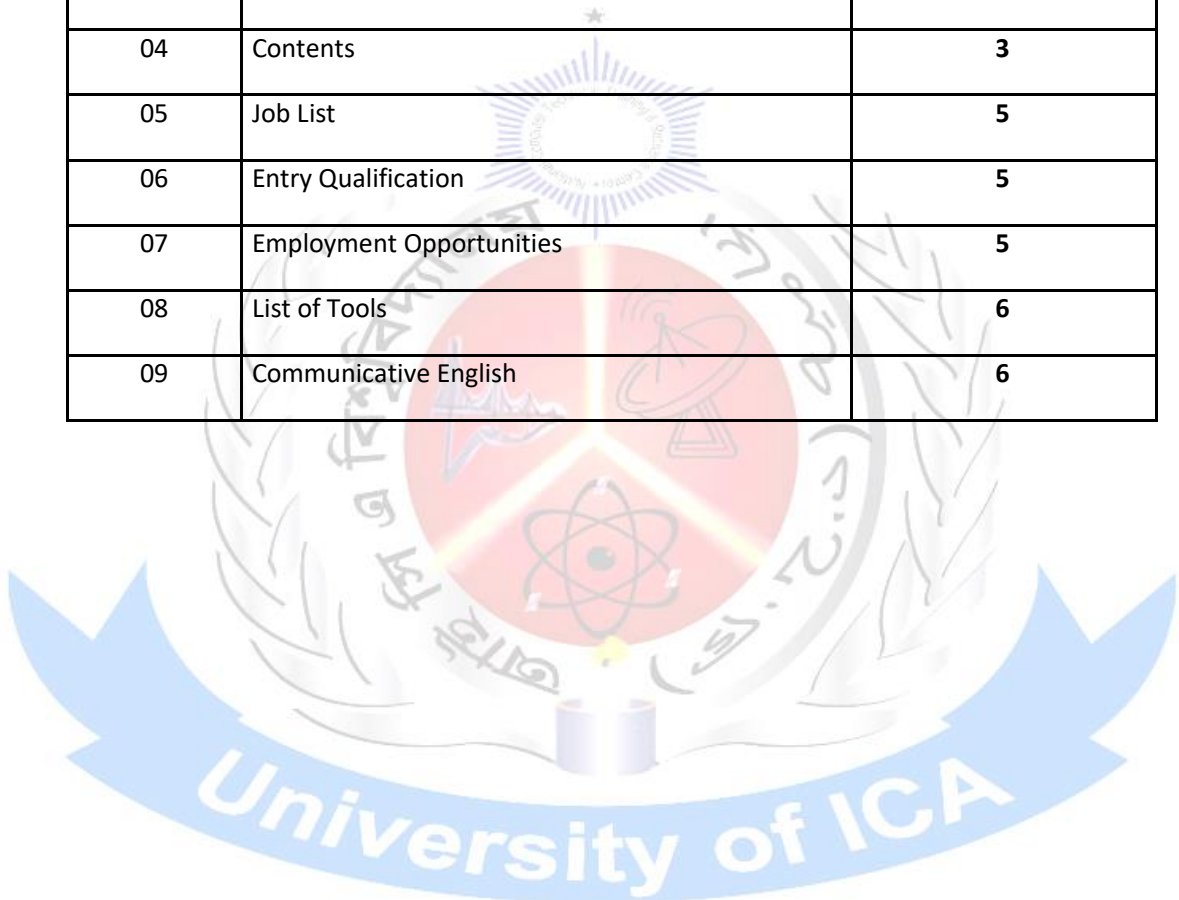 04 Contents 3
05 Job List 5
06 Entry Qualification 5
07 Employment Opportunities 5
08 List of Tools 6
09 Communicative English 6
University of ICA